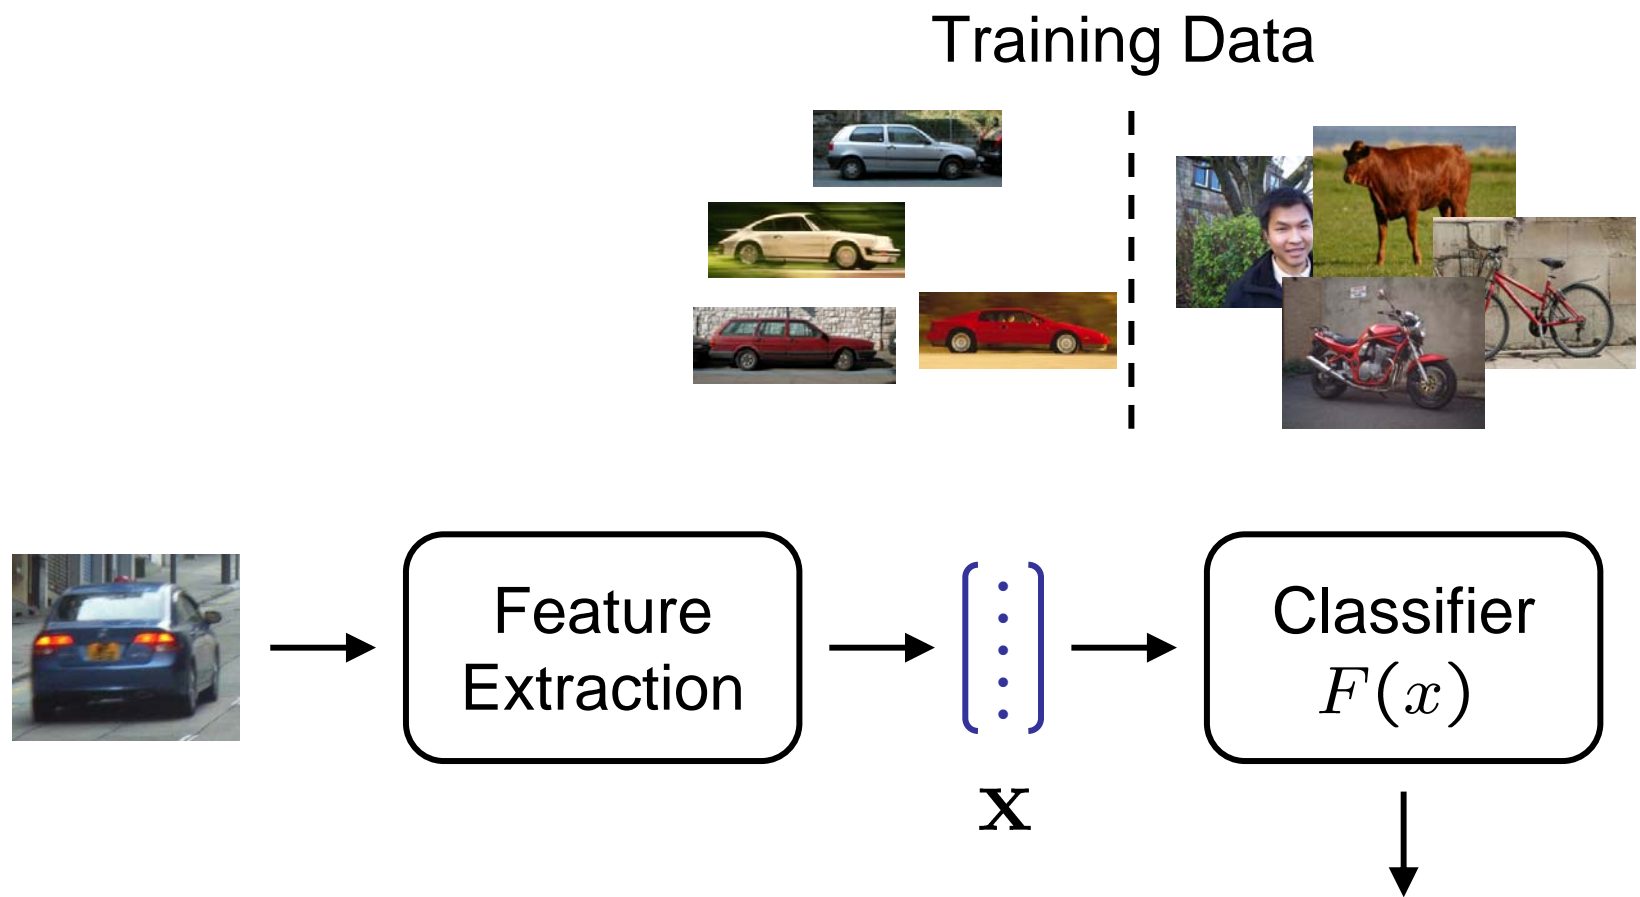 Training Data
Feature
Extraction
x
Classifier
F(x)